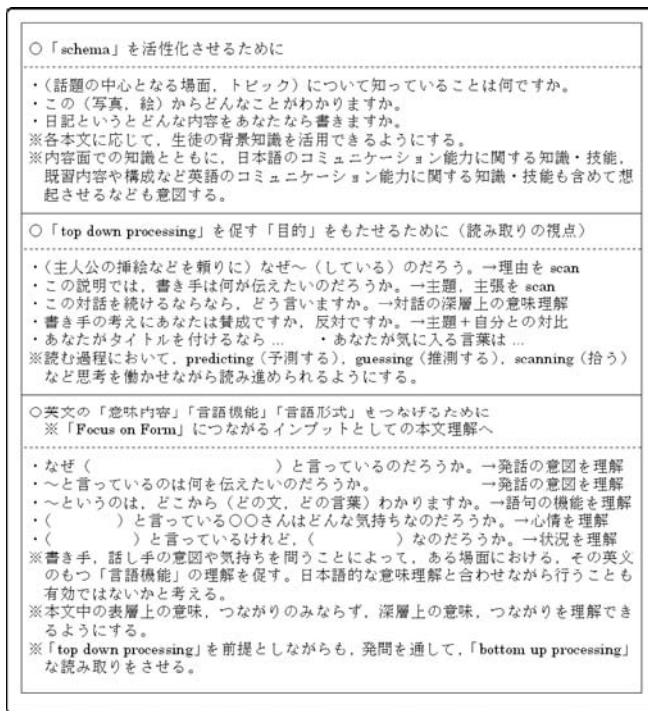 ○「schema」を活性化させるために
・(話題の中心となる場面,トピック)について知っていることは何ですか。
・この(写真,絵)からどんなことがわかりますか。
・日記というとどんな内容をあなたなら書きますか。
※各本文に応じて,生徒の背景知識を活用できるようにする。
※内容面での知識とともに,日本語のコミュニケーション能力に関する知識・技能,
既習内容や構成など英語のコミュニケーション能力に関する知識・技能も含めて想
起させるなども意図する。
○「top down processing」を促す「目的」をもたせるために(読み取りの視点)
・(主人公の挿絵などを頼りに)なぜ~(している)のだろう。→理由を scan
・この説明では,書き手は何が伝えたいのだろうか。→主題,主張を scan
・この対話を続けるならなら,どう言いますか。→対話の深層上の意味理解
・書き手の考えにあなたは賛成ですか,反対ですか。→主題+自分との対比
・あなたがタイトルを付けるなら … ・あなたが気に入る言葉は …
※読む過程において,predicting(予測する),guessing(推測する),scanning(拾う)
など思考を働かせながら読み進められるようにする。
○英文の「意味内容」「言語機能」「言語形式」をつなげるために
※「Focus on Form」につながるインプットとしての本文理解へ
・なぜ( )と言っているのだろうか。→発話の意図を理解
・~と言っているのは何を伝えたいのだろうか。 →発話の意図を理解
・~というのは,どこから(どの文,どの言葉)わかりますか。→語句の機能を理解
・( )と言っている○○さんはどんな気持ちなのだろうか。→心情を理解
・( )と言っているけれど,( )なのだろうか。→状況を理解
※書き手,話し手の意図や気持ちを問うことによって,ある場面における,その英文
のもつ「言語機能」の理解を促す。日本語的な意味理解と合わせながら行うことも
有効ではないかと考える。
※本文中の表層上の意味,つながりのみならず,深層上の意味,つながりを理解でき
るようにする。
※「top down processing」を前提としながらも,発問を通して,「bottom up processing」
な読み取りをさせる。